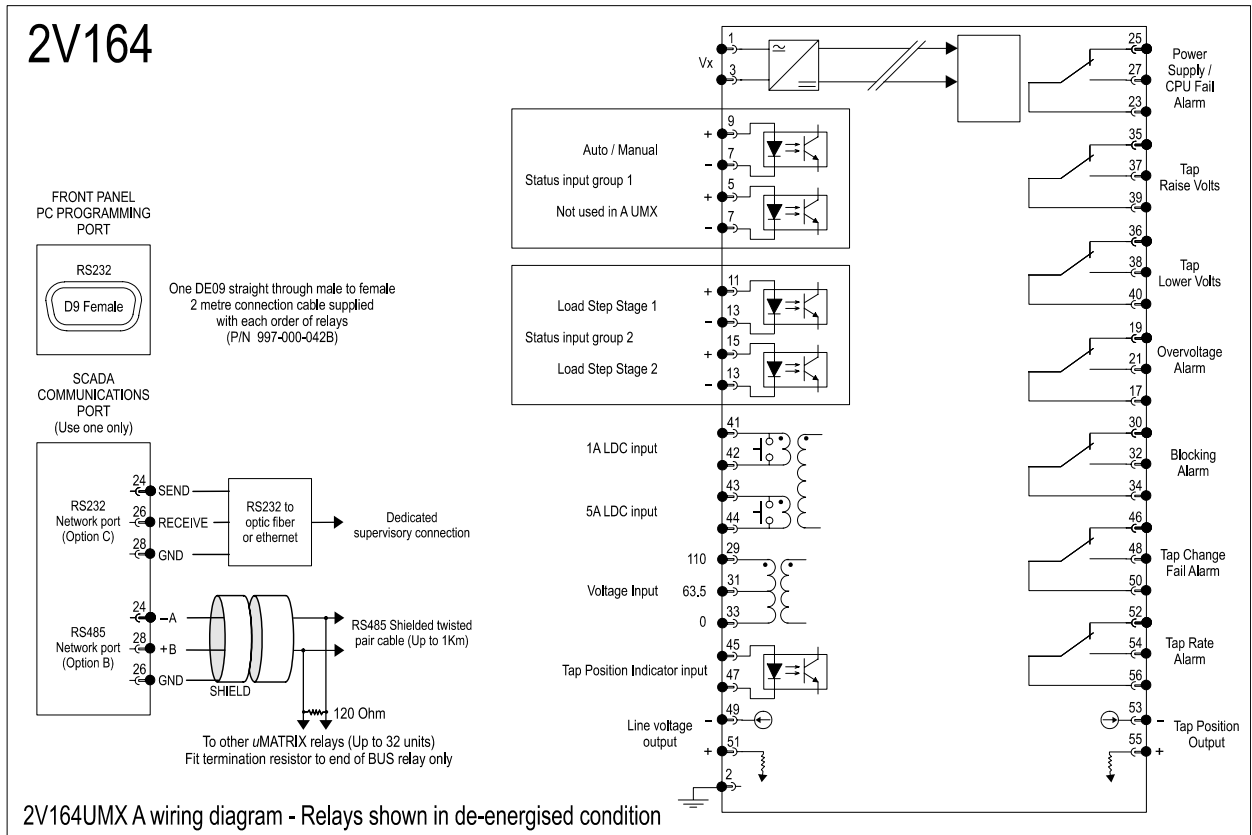 2V164
FRONT PANEL
PC PROGRAMMING
PORT
RS232
D9 Female
One DE09 straight through male to female
2 metre connection cable supplied
with each order of relays
(P/N 997-000-042B)
SCADA
COMMUNICATIONS
PORT
(Use one only)
RS232
Network port
(Option C)
24
SEND
26
RECEIVE
28
GND
RS232 to
optic fiber
or ethernet
Dedicated
supervisory connection
RS485
Network port
(Option B)
24
–A
28
+B
26
GND
SHIELD
RS485 Shielded twisted
pair cable (Up to 1Km)
120 Ohm
To other uMATRIX relays (Up to 32 units)
Fit termination resistor to end of BUS relay only
Vx
1
3
Auto / Manual
+ 9
– 7
Status input group 1
Not used in A UMX
+ 5
– 7
Load Step Stage 1
+ 11
– 13
Status input group 2
Load Step Stage 2
+ 15
– 13
1A LDC input
41
42
5A LDC input
43
44
Voltage Input
110 29
63.5 31
0 33
Tap Position Indicator input
45
47
Line voltage
output
– 49
+ 51
2
25
27
23
Power
Supply /
CPU Fail
Alarm
35
37
39
Tap
Raise Volts
36
38
40
Tap
Lower Volts
19
21
17
Overvoltage
Alarm
30
32
34
Blocking
Alarm
46
48
50
Tap Change
Fail Alarm
52
54
56
Tap Rate
Alarm
53 –
55 +
Tap Position
Output
2V164UMX A wiring diagram - Relays shown in de-energised condition